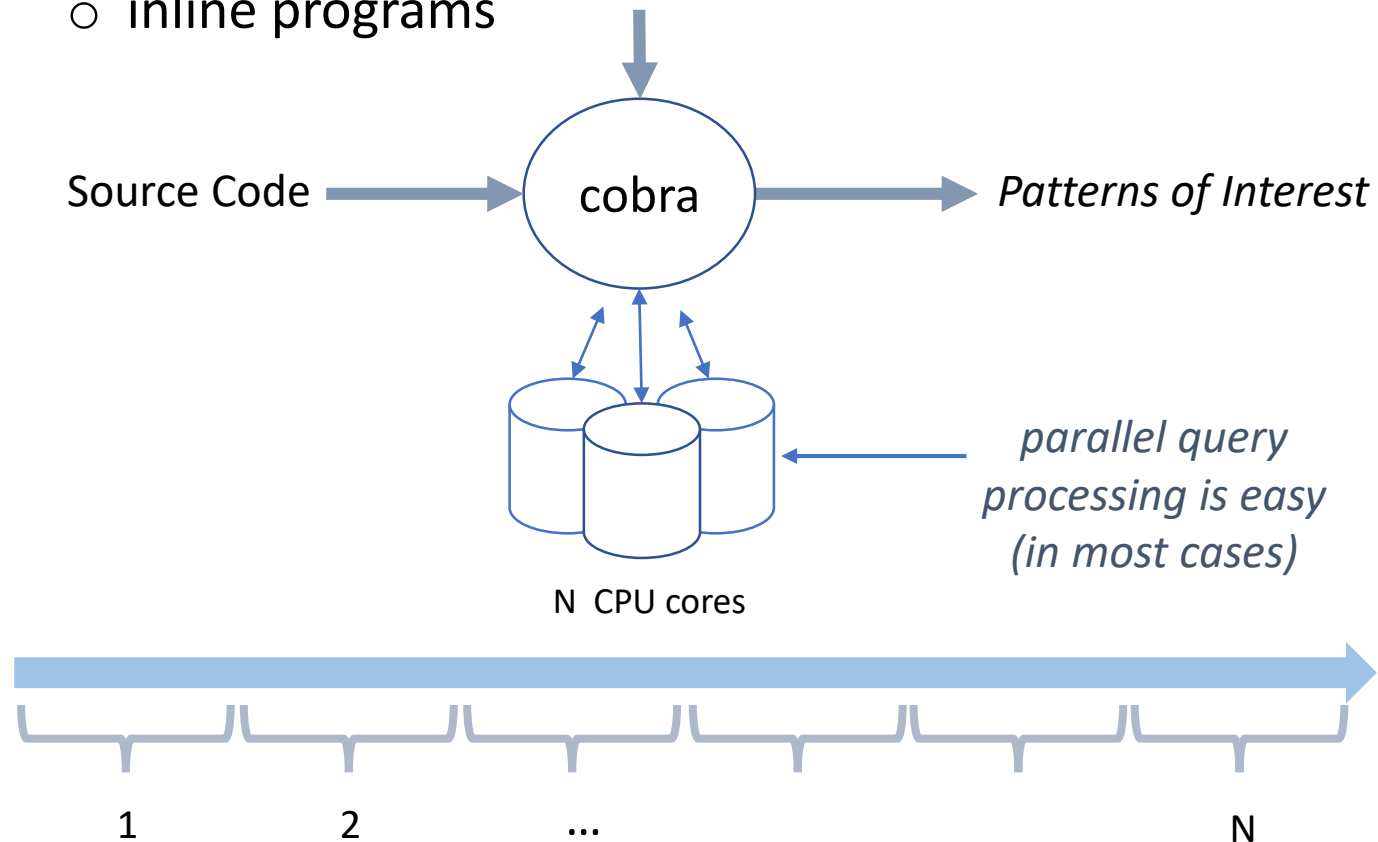 ○ inline programs
Source Code
cobra
Patterns of Interest
parallel query
processing is easy
(in most cases)
N CPU cores
1 2 ... N